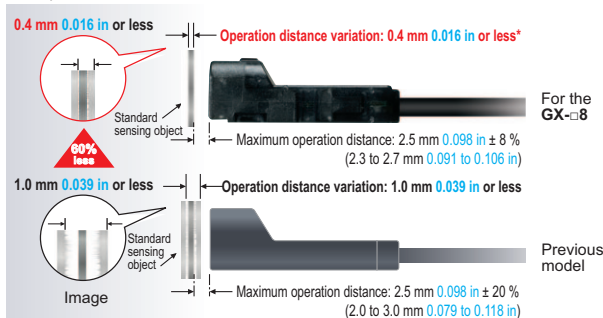 0.4 mm 0.016 in or less
Operation distance variation: 0.4 mm 0.016 in or less*
Standard
sensing object
For the
GX-□8
60%
less
Maximum operation distance: 2.5 mm 0.098 in ± 8 %
(2.3 to 2.7 mm 0.091 to 0.106 in)
1.0 mm 0.039 in or less
Operation distance variation: 1.0 mm 0.039 in or less
Standard
sensing
object
Previous
model
Image
Maximum operation distance: 2.5 mm 0.098 in ± 20 %
(2.0 to 3.0 mm 0.079 to 0.118 in)